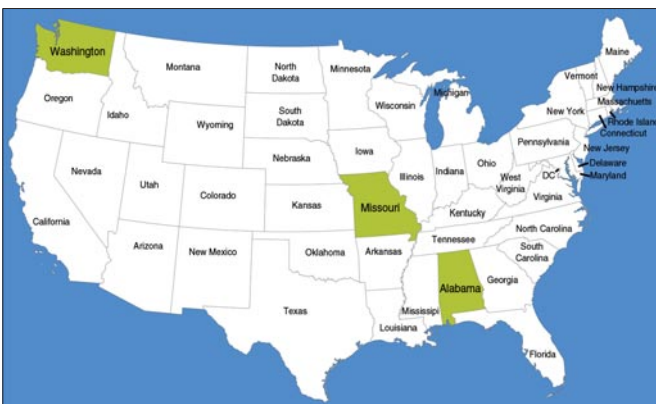 Washington
Montana
North
Dakota
Minnesota
Maine
Oregon
Idaho
Wyoming
South
Dakota
Wisconsin
Michigan
Vermont
New Hampshire
Massachuetts
New York
Rhode Island
Connecticut
Nevada
Utah
Colorado
Nebraska
Iowa
Illinois
Indiana
Ohio
Pennsylvania
New Jersey
Delaware
Maryland
DC
West
Virginia
Virginia
California
Kansas
Missouri
Kentucky
Arizona
New Mexico
Oklahoma
Arkansas
Tennessee
North Carolina
South
Carolina
Texas
Louisiana
Mississipi
Alabama
Georgia
Florida